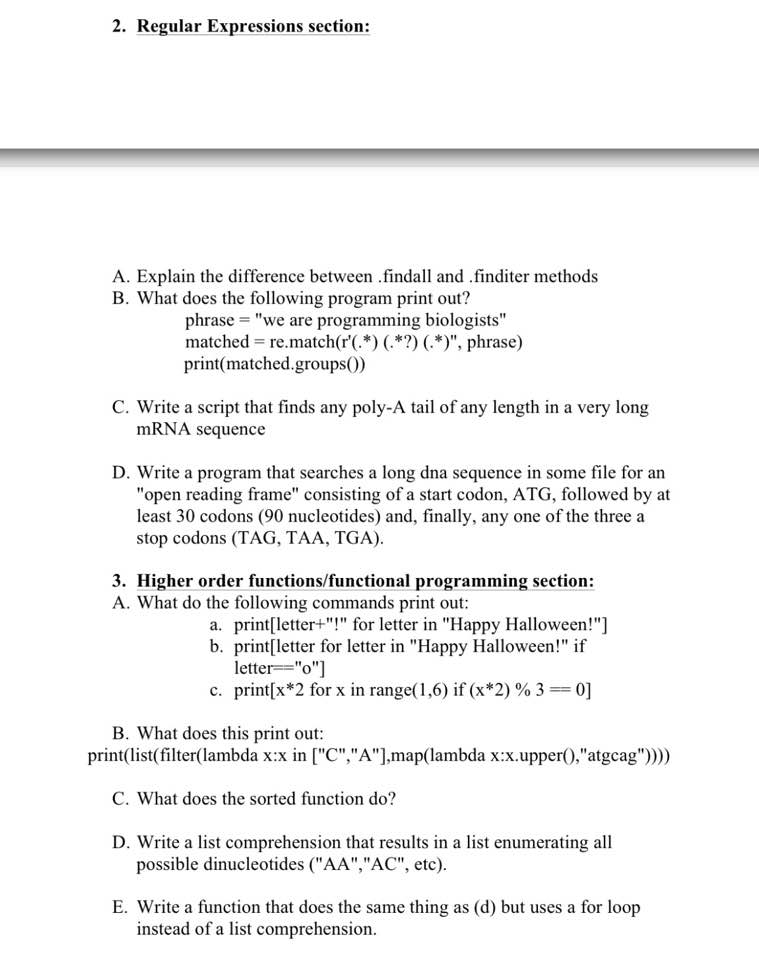 2. Regular Expressions section:
A. Explain the difference between .findall and .finditer methods
B. What does the following program print out?
phrase = "we are programming biologists"
matched = re.match(r'(.*) (.*?) (.*)", phrase)
print(matched.groups())
C. Write a script that finds any poly-A tail of any length in a very long
mRNA sequence
D. Write a program that searches a long dna sequence in some file for an
"open reading frame" consisting of a start codon, ATG, followed by at
least 30 codons (90 nucleotides) and, finally, any one of the three a
stop codons (TAG, TAA, TGA).
3. Higher order functions/functional programming section:
A. What do the following commands print out:
a. print[letter+"!" for letter in "Happy Halloween!"]
b. print[letter for letter in "Happy Halloween!" if
letter=="o"]
c. print[x*2 for x in range(1,6) if (x*2) % 3 == 0]
B. What does this print out:
print(list(filter(lambda x:x in ["C","A"],map(lambda x:x.upper(),"atgcag"))))
C. What does the sorted function do?
D. Write a list comprehension that results in a list enumerating all
possible dinucleotides ("AA","AC", etc).
E. Write a function that does the same thing as (d) but uses a for loop
instead of a list comprehension.